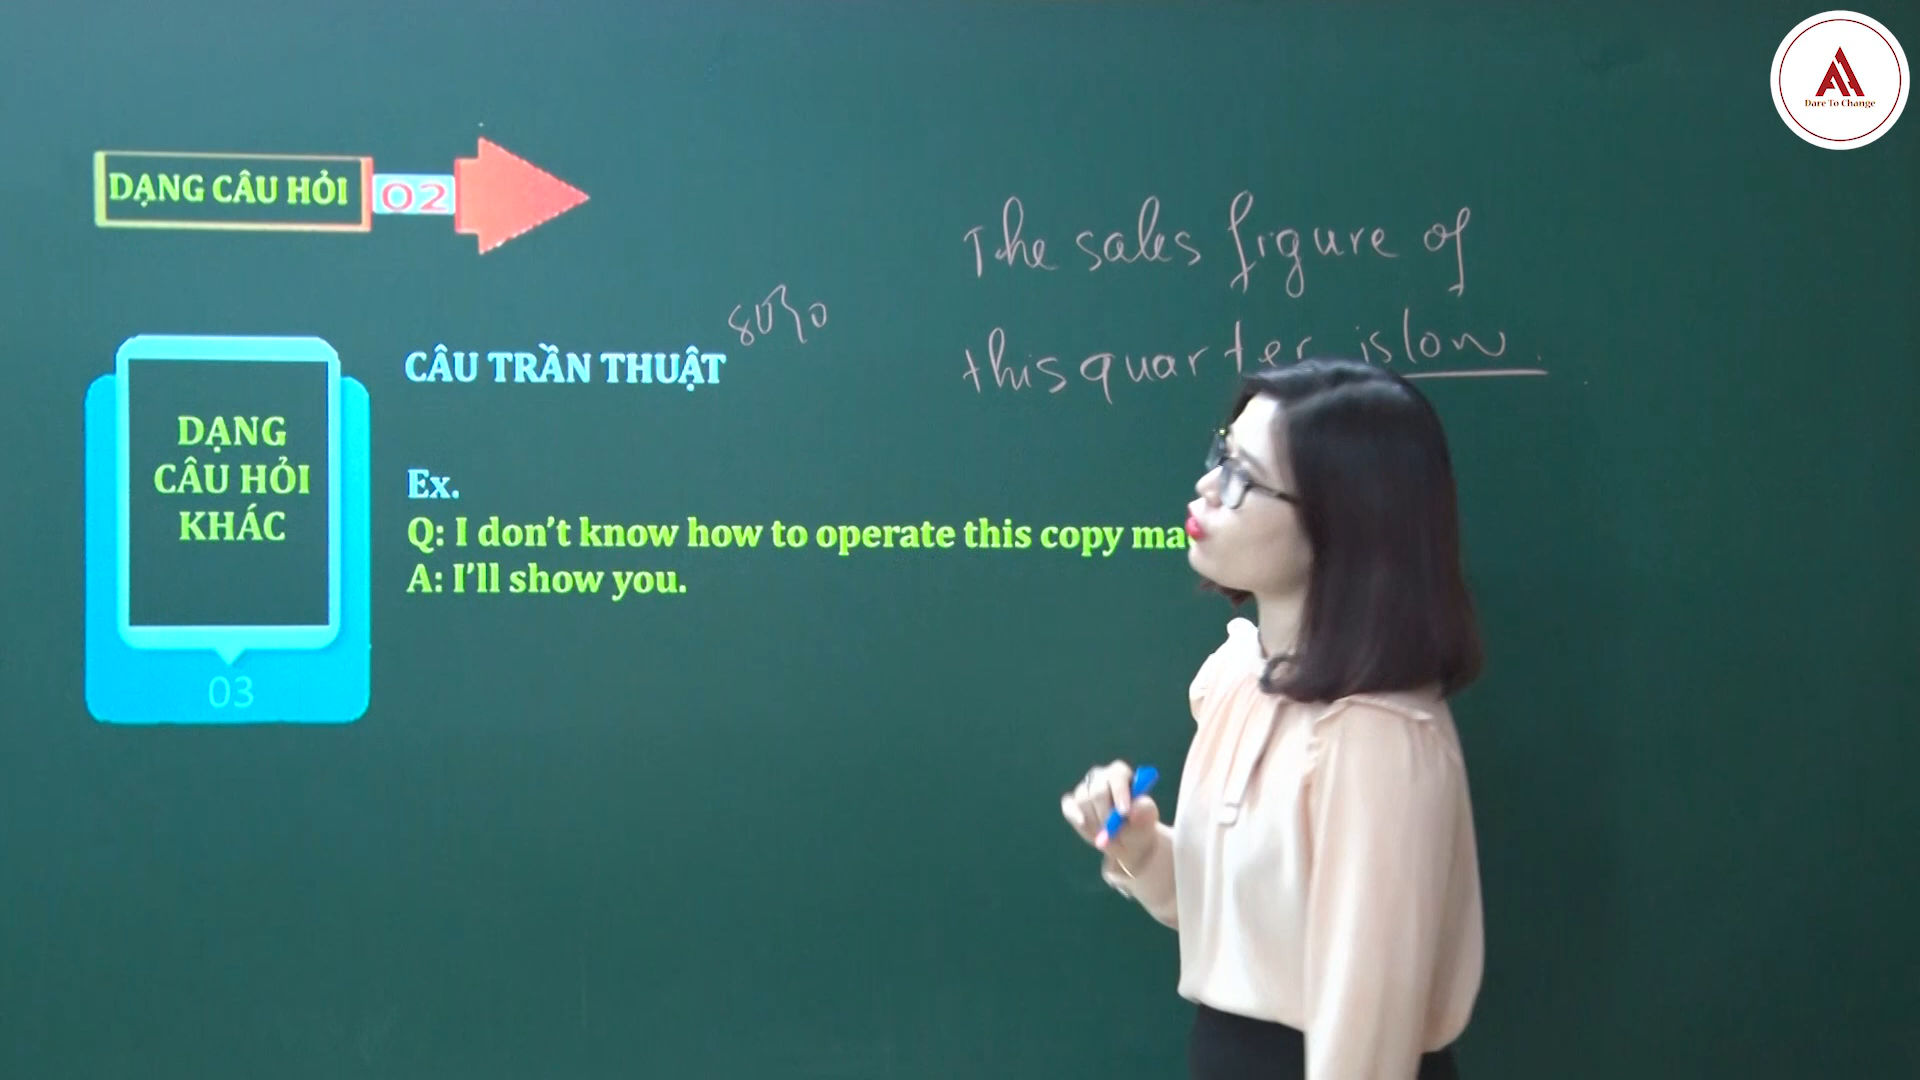 Dare To Change
DẠNG CÂU HỎI 02
The sales figure of
this quarter is low.
80%
CÂU TRẦN THUẬT
DẠNG
CÂU HỎI
KHÁC
03
Ex.
Q: I don't know how to operate this copy ma
A: I'll show you.